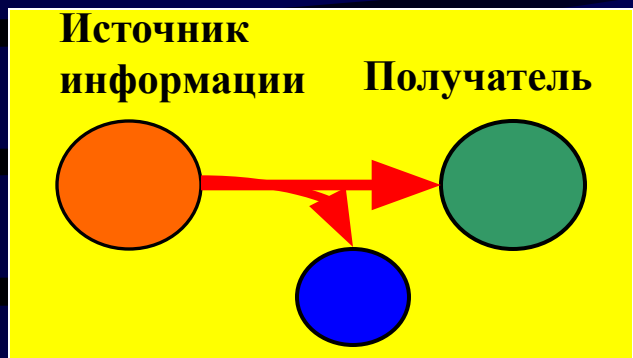 Источник
информации
Получатель